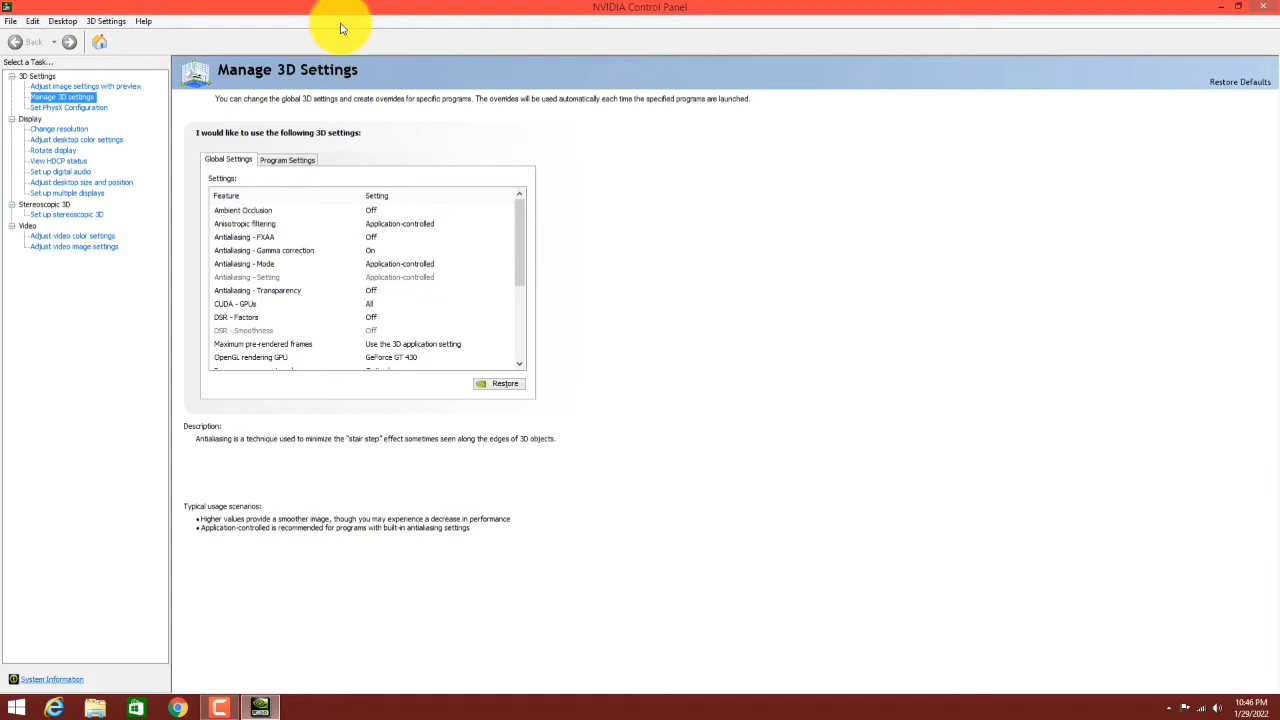 NVIDIA Control Panel
File Edit Desktop 3D Settings Help
Back
Select a Task...
3D Settings
Adjust image settings with preview
Manage 3D settings
Set PhysX Configuration
Display
Change resolution
Adjust desktop color settings
Rotate display
View HDCP status
Set up digital audio
Adjust desktop size and position
Set up multiple displays
Stereoscopic 3D
Set up stereoscopic 3D
Video
Adjust video color settings
Adjust video image settings
System Information
Manage 3D Settings
Restore Defaults
You can change the global 3D settings and create overrides for specific programs. The overrides will be used automatically each time the specified programs are launched.
I would like to use the following 3D settings:
Global Settings Program Settings
Settings:
Feature Setting
Ambient Occlusion Off
Anisotropic filtering Application-controlled
Antialiasing - FXAA Off
Antialiasing - Gamma correction On
Antialiasing - Mode Application-controlled
Antialiasing - Setting Application-controlled
Antialiasing - Transparency Off
CUDA - GPUs All
DSR - Factors Off
DSR - Smoothness Off
Maximum pre-rendered frames Use the 3D application setting
OpenGL rendering GPU GeForce GT 430
Restore
Description:
Antialiasing is a technique used to minimize the "stair step" effect sometimes seen along the edges of 3D objects.
Typical usage scenarios:
• Higher values provide a smoother image, though you may experience a decrease in performance
• Application-controlled is recommended for programs with built-in antialiasing settings
10:46 PM
1/29/2022